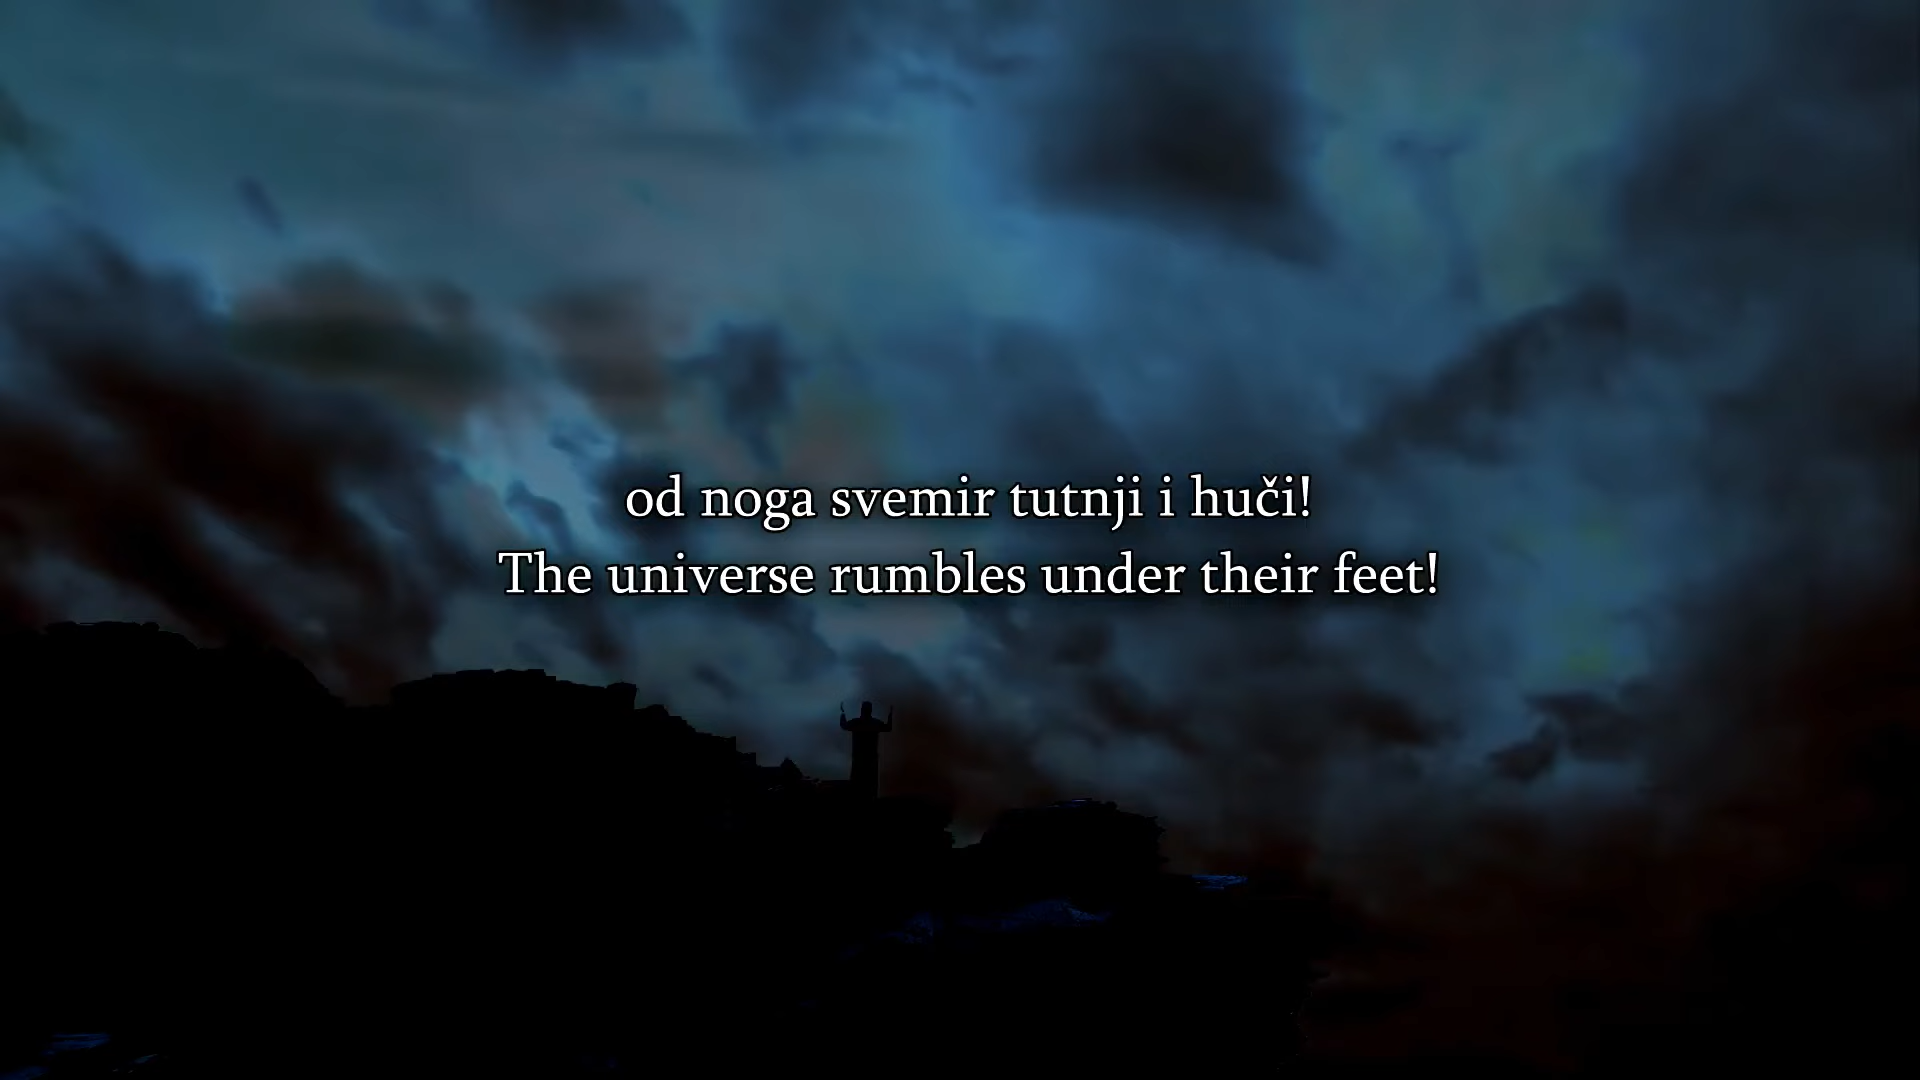 od noga svemir tutnji i huči!
The universe rumbles under their feet!